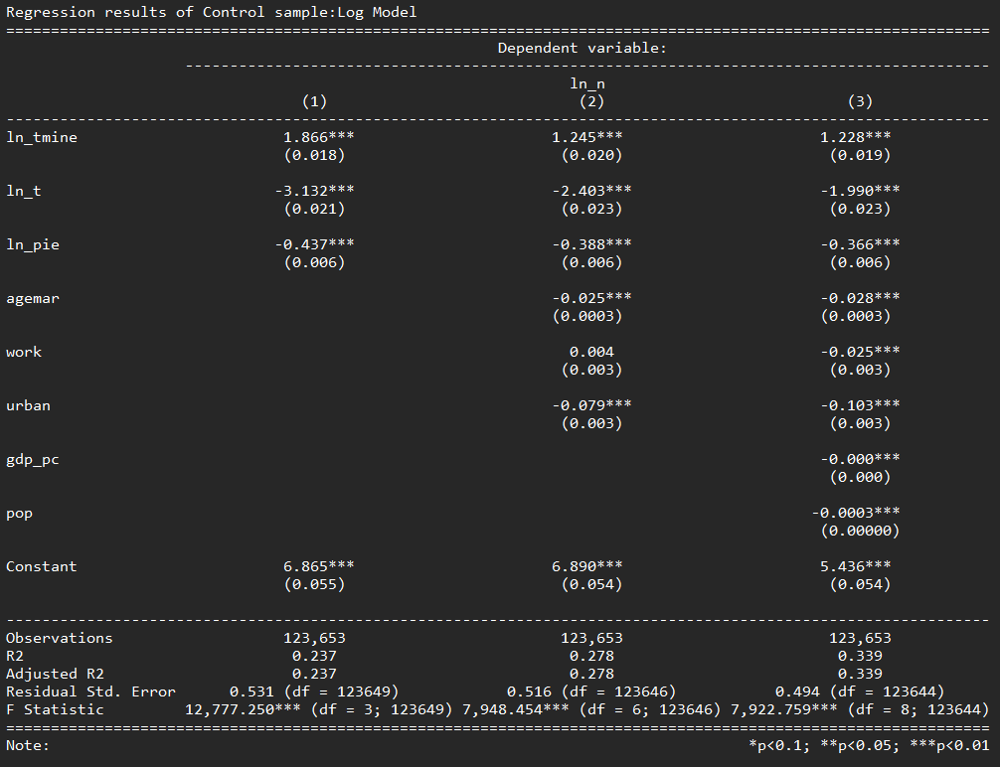 Regression results of Control sample:Log Model
==============================================================================================================
Dependent variable:
------------------------------------------------------------------------------------------
ln_n
(1) (2) (3)
--------------------------------------------------------------------------------------------------------------
ln_tmine 1.866*** 1.245*** 1.228***
(0.018) (0.020) (0.019)
ln_t -3.132*** -2.403*** -1.990***
(0.021) (0.023) (0.023)
ln_pie -0.437*** -0.388*** -0.366***
(0.006) (0.006) (0.006)
agemar -0.025*** -0.028***
(0.0003) (0.0003)
work 0.004 -0.025***
(0.003) (0.003)
urban -0.079*** -0.103***
(0.003) (0.003)
gdp_pc -0.000***
(0.000)
pop -0.0003***
(0.00000)
Constant 6.865*** 6.890*** 5.436***
(0.055) (0.054) (0.054)
--------------------------------------------------------------------------------------------------------------
Observations 123,653 123,653 123,653
R2 0.237 0.278 0.339
Adjusted R2 0.237 0.278 0.339
Residual Std. Error 0.531 (df = 123649) 0.516 (df = 123646) 0.494 (df = 123644)
F Statistic 12,777.250*** (df = 3; 123649) 7,948.454*** (df = 6; 123646) 7,922.759*** (df = 8; 123644)
==============================================================================================================
Note: *p<0.1; **p<0.05; ***p<0.01